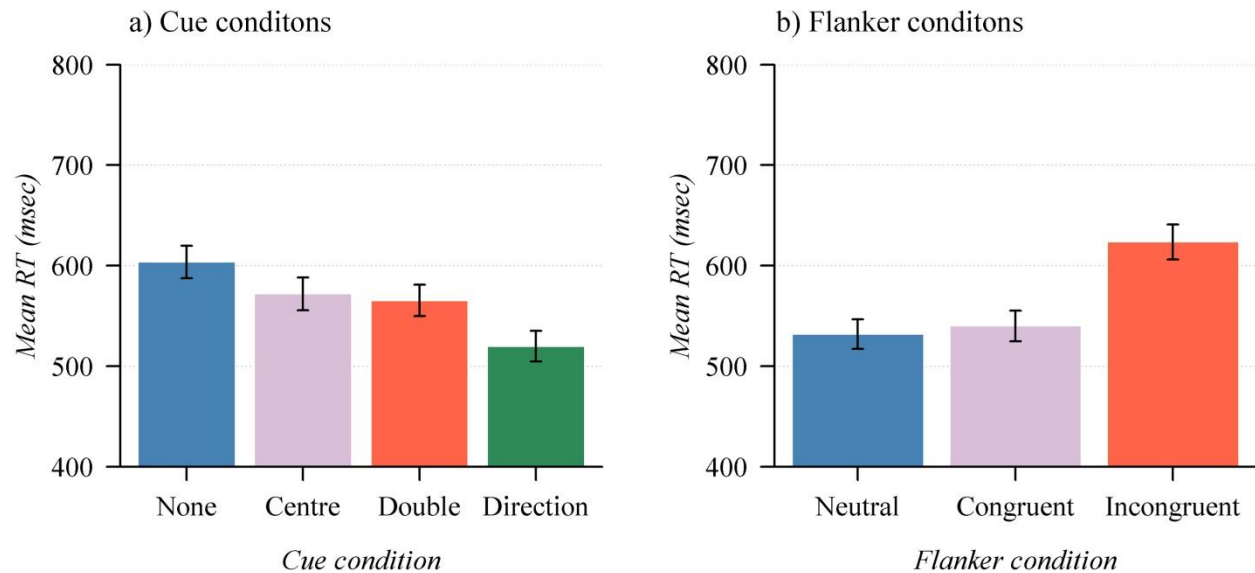 a) Cue conditons
800
700
600
500
400
Mean RT (msec)
None Centre Double Direction
Cue condition
b) Flanker conditons
800
700
600
500
400
Mean RT (msec)
Neutral Congruent Incongruent
Flanker condition